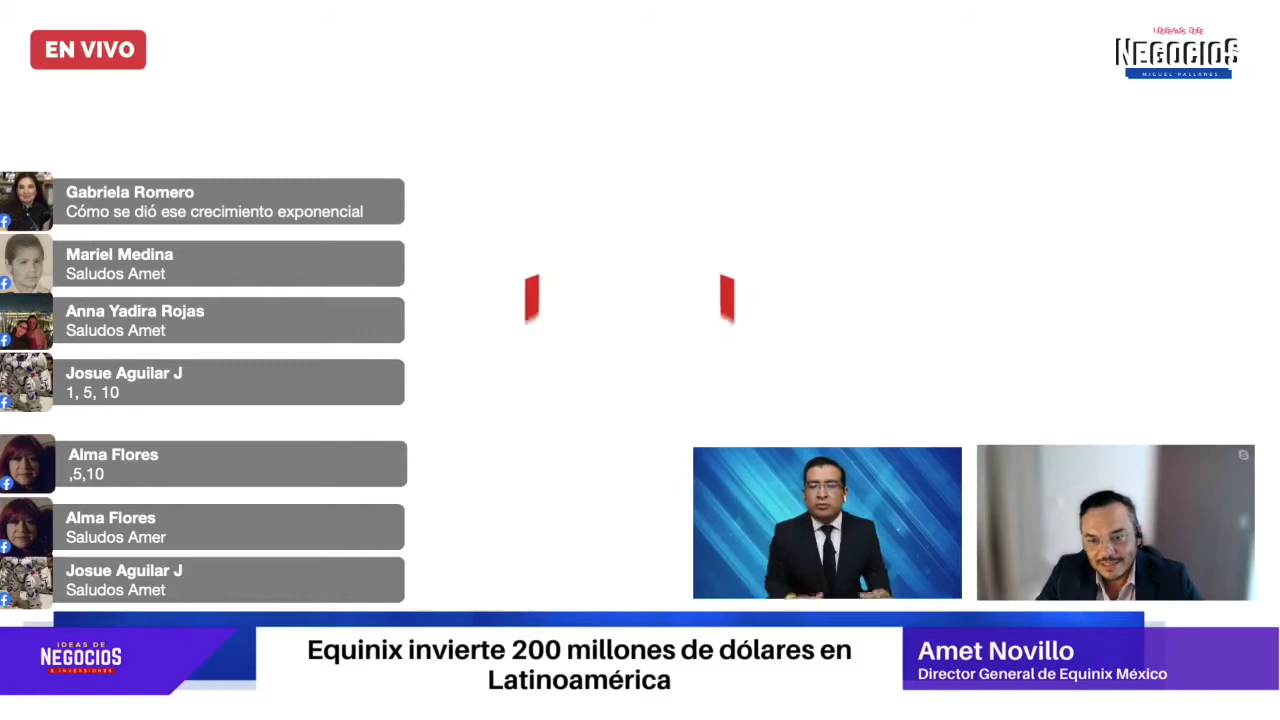 EN VIVO
IDEAS DE
NEGOCIOS
MIGUEL PALLARES
Gabriela Romero
Cómo se dió ese crecimiento exponencial
Mariel Medina
Saludos Amet
Anna Yadira Rojas
Saludos Amet
Josue Aguilar J
1, 5, 10
Alma Flores
,5,10
Alma Flores
Saludos Amer
Josue Aguilar J
Saludos Amet
IDEAS DE
NEGOCIOS
E INVERSIONES
Equinix invierte 200 millones de dólares en
Latinoamérica
Amet Novillo
Director General de Equinix México